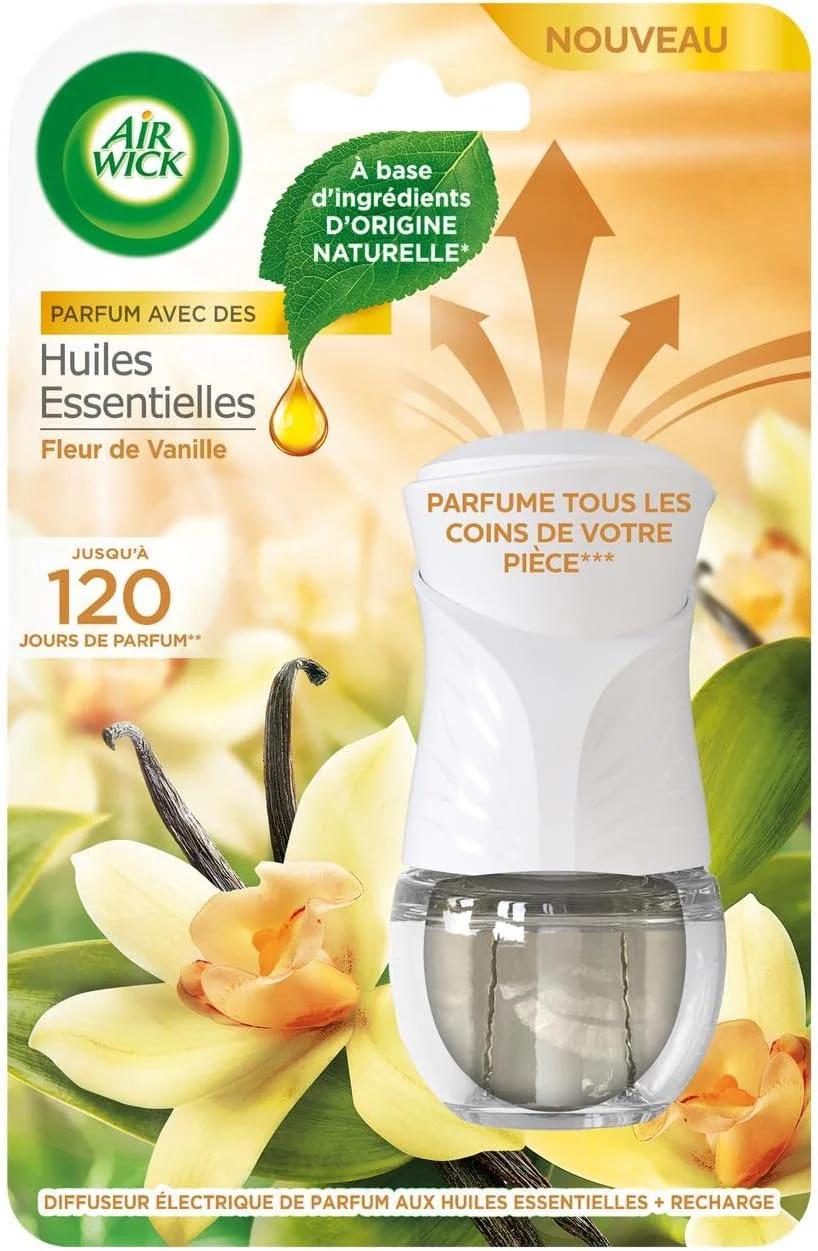 NOUVEAU
AIR
WICK
À base
d'ingrédients
D'ORIGINE
NATURELLE*
PARFUM AVEC DES
Huiles
Essentielles
Fleur de Vanille
PARFUME TOUS LES
COINS DE VOTRE
PIÈCE***
JUSQU'À
120
JOURS DE PARFUM**
DIFFUSEUR ÉLECTRIQUE DE PARFUM AUX HUILES ESSENTIELLES + RECHARGE